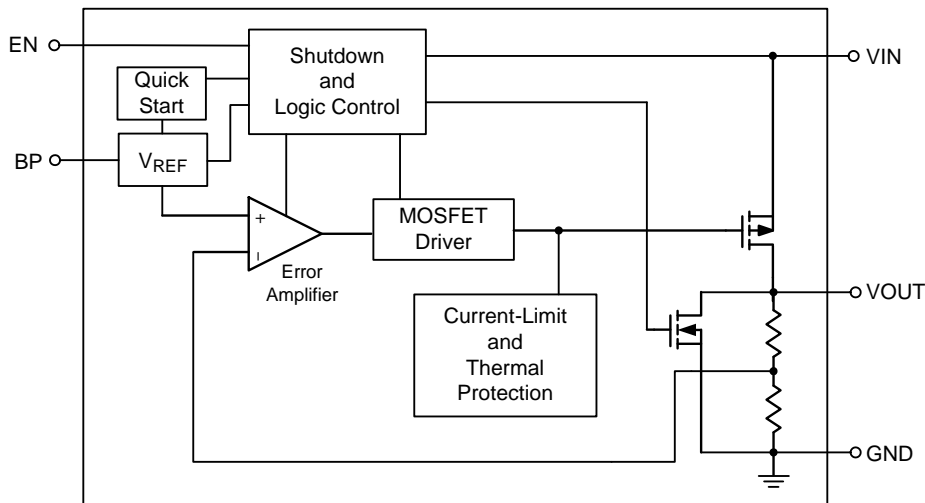 EN
Shutdown
and
Logic Control
VIN
Quick
Start
BP
VREF
+
−
MOSFET
Driver
Error
Amplifier
VOUT
Current-Limit
and
Thermal
Protection
GND